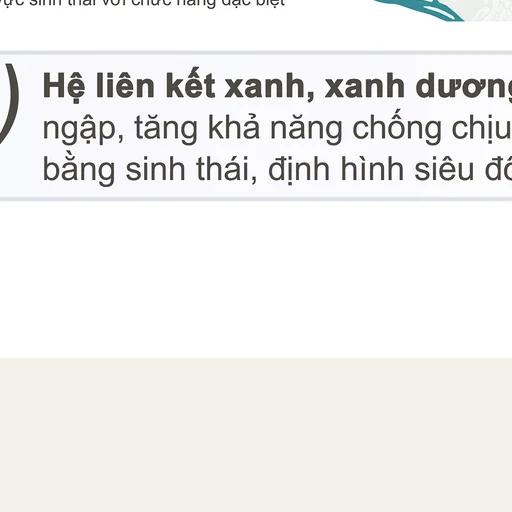 vực sinh thái với chức năng đặc biệt
Hệ liên kết xanh, xanh dương
ngập, tăng khả năng chống chịu
bằng sinh thái, định hình siêu đô